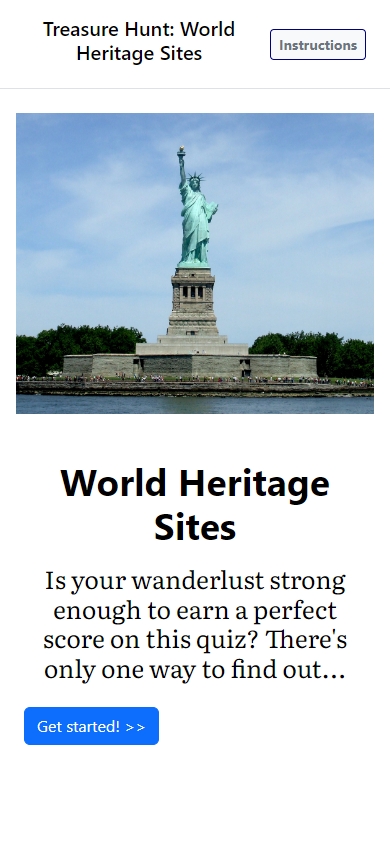 Treasure Hunt: World
Heritage Sites
Instructions
World Heritage
Sites
Is your wanderlust strong
enough to earn a perfect
score on this quiz? There's
only one way to find out...
Get started! >>